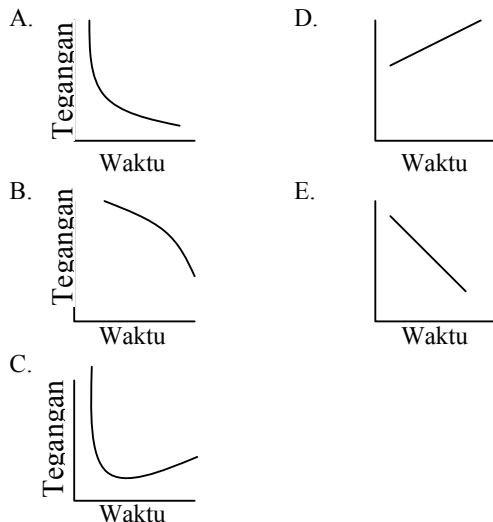 A.
Tegangan
Waktu
B.
Tegangan
Waktu
C.
Tegangan
Waktu
D.
Waktu
E.
Waktu